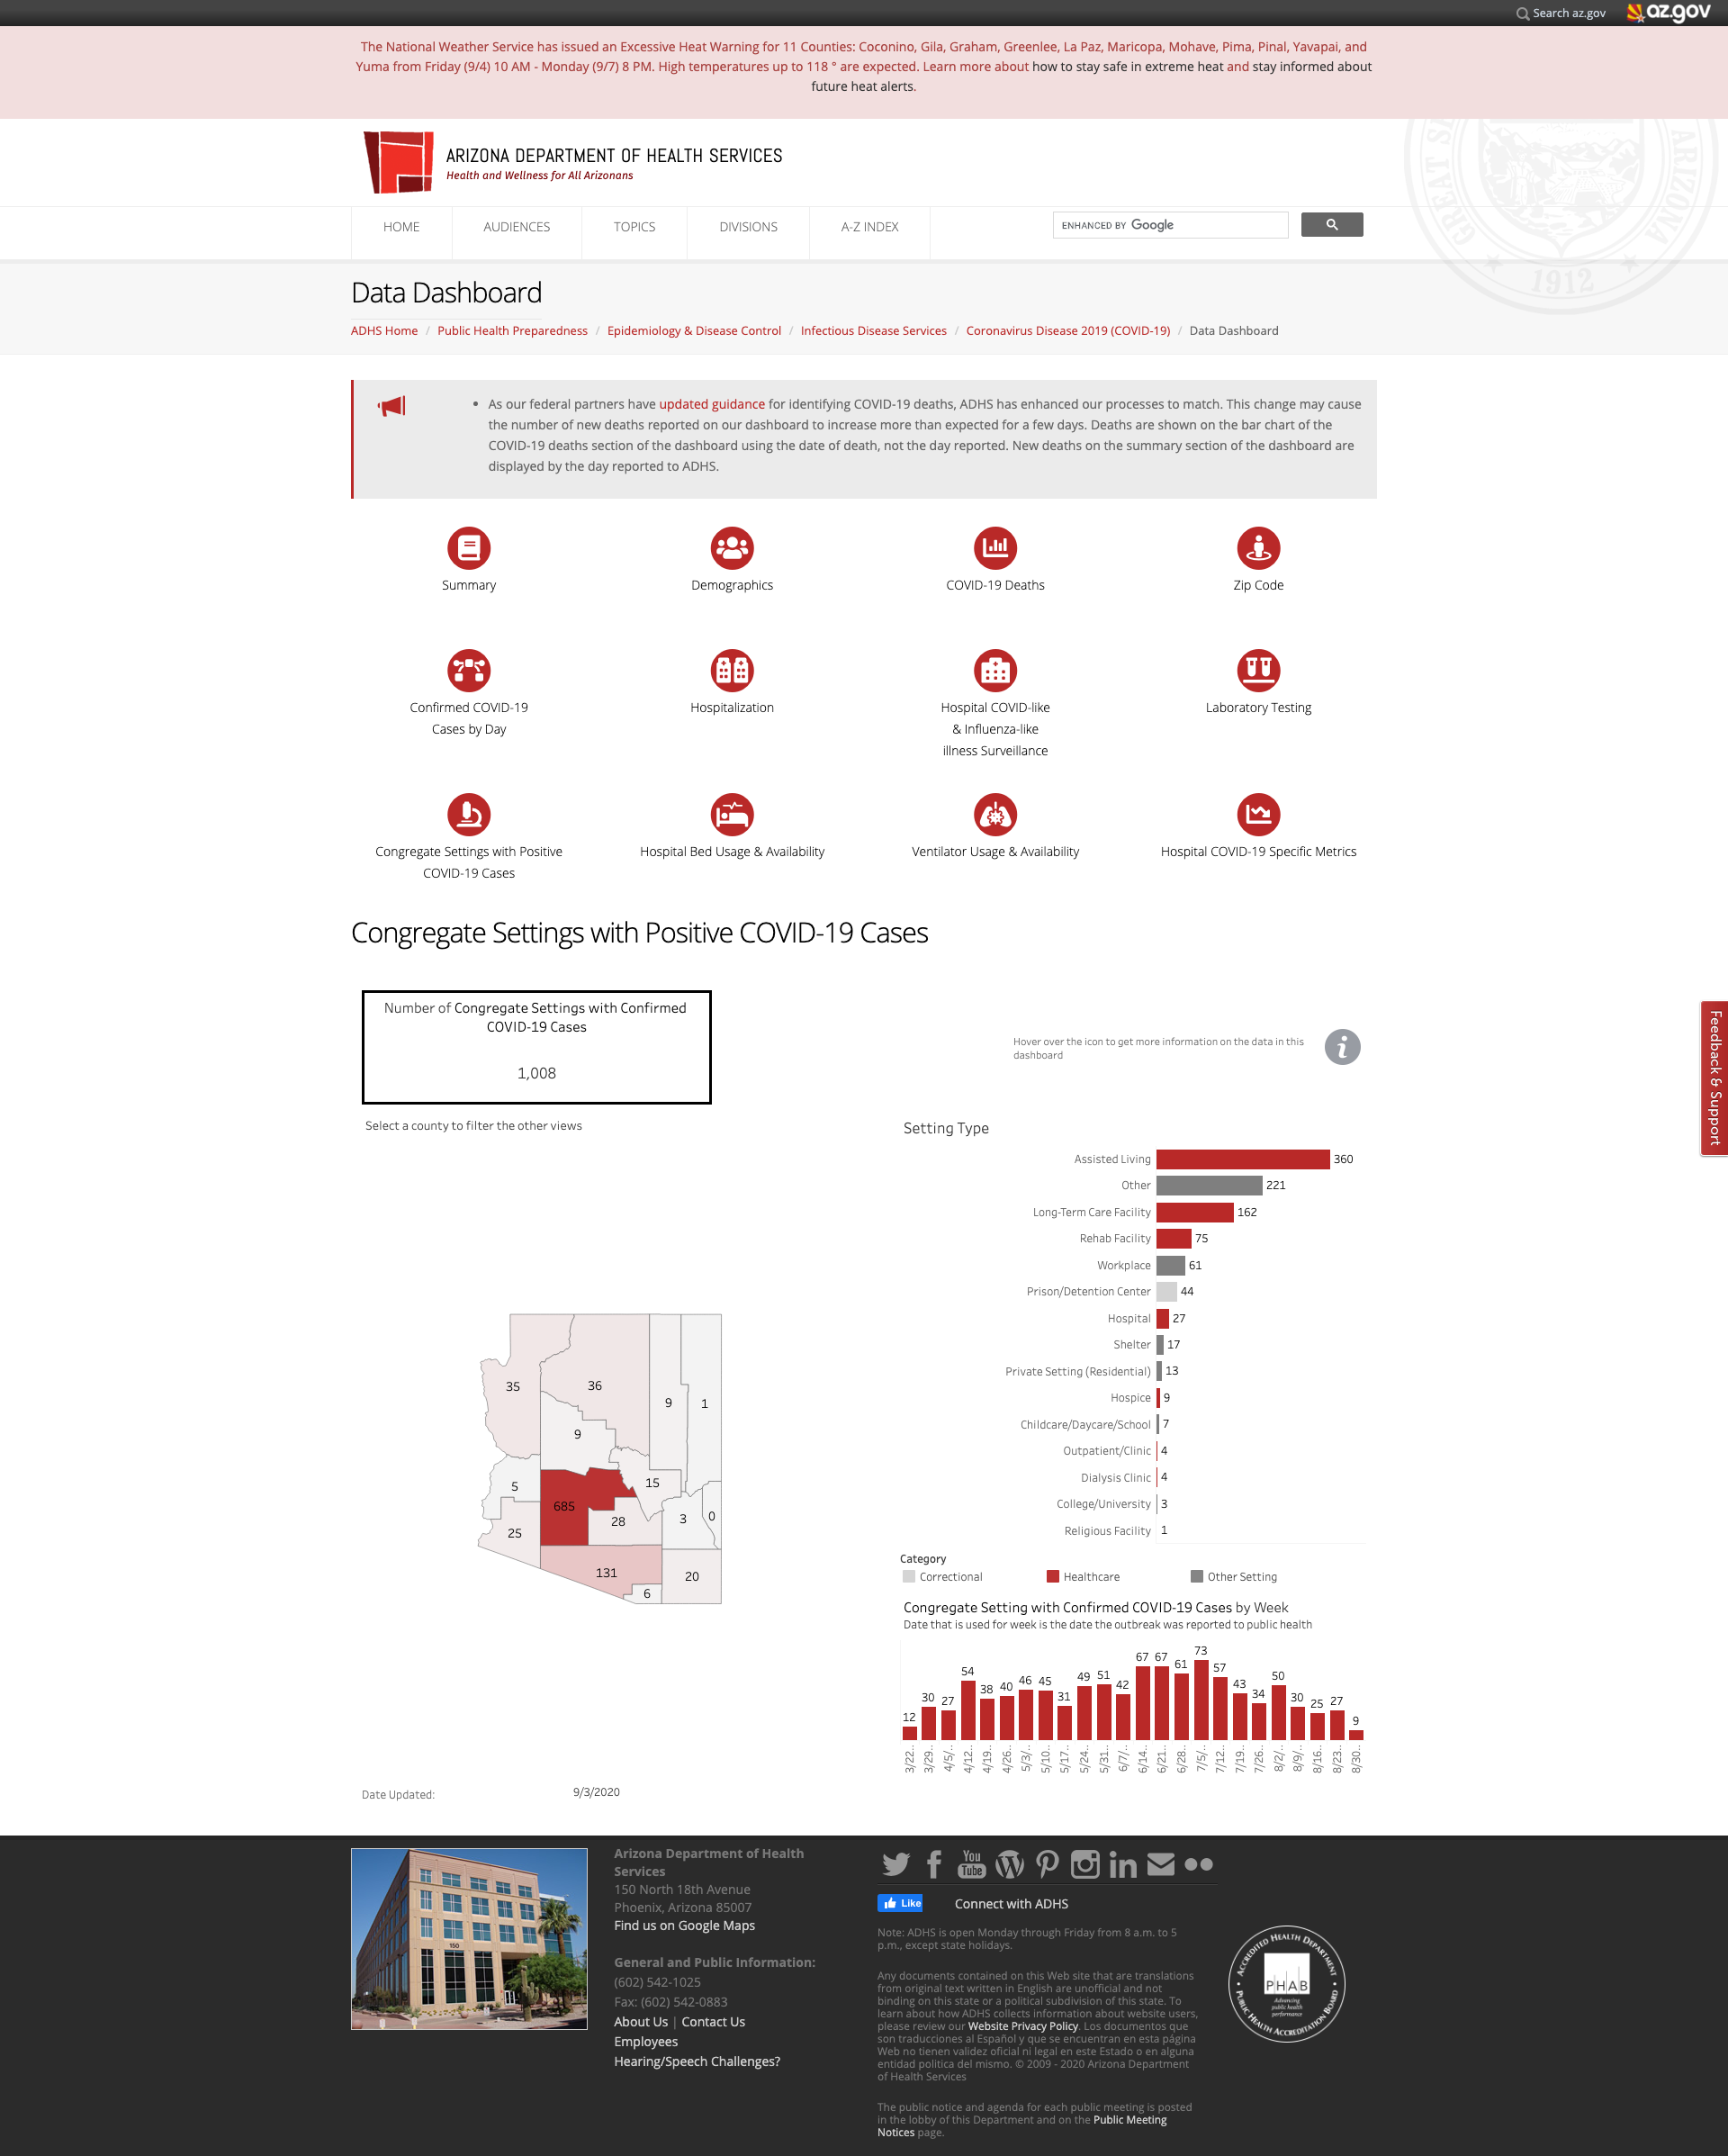 Search az.gov
az.gov
The National Weather Service has issued an Excessive Heat Warning for 11 Counties: Coconino, Gila, Graham, Greenlee, La Paz, Maricopa, Mohave, Pima, Pinal, Yavapai, and
Yuma from Friday (9/4) 10 AM - Monday (9/7) 8 PM. High temperatures up to 118 ° are expected. Learn more about how to stay safe in extreme heat and stay informed about
future heat alerts.
ARIZONA DEPARTMENT OF HEALTH SERVICES
Health and Wellness for All Arizonans
GREAT SE
ARIZONA
1912
HOME
AUDIENCES
TOPICS
DIVISIONS
A-Z INDEX
ENHANCED BY Google
Data Dashboard
ADHS Home / Public Health Preparedness / Epidemiology & Disease Control / Infectious Disease Services / Coronavirus Disease 2019 (COVID-19) / Data Dashboard
• As our federal partners have updated guidance for identifying COVID-19 deaths, ADHS has enhanced our processes to match. This change may cause
the number of new deaths reported on our dashboard to increase more than expected for a few days. Deaths are shown on the bar chart of the
COVID-19 deaths section of the dashboard using the date of death, not the day reported. New deaths on the summary section of the dashboard are
displayed by the day reported to ADHS.
Summary
Demographics
COVID-19 Deaths
Zip Code
Confirmed COVID-19
Cases by Day
Hospitalization
Hospital COVID-like
& Influenza-like
illness Surveillance
Laboratory Testing
Congregate Settings with Positive
COVID-19 Cases
Hospital Bed Usage & Availability
Ventilator Usage & Availability
Hospital COVID-19 Specific Metrics
Congregate Settings with Positive COVID-19 Cases
Number of Congregate Settings with Confirmed
COVID-19 Cases
1,008
Hover over the icon to get more information on the data in this
dashboard
i
Feedback & Support
Select a county to filter the other views
35
36
9
1
9
5
15
685
28
3
0
25
131
20
6
Setting Type
Assisted Living 360
Other 221
Long-Term Care Facility 162
Rehab Facility 75
Workplace 61
Prison/Detention Center 44
Hospital 27
Shelter 17
Private Setting (Residential) 13
Hospice 9
Childcare/Daycare/School 7
Outpatient/Clinic 4
Dialysis Clinic 4
College/University 3
Religious Facility 1
Category
Correctional
Healthcare
Other Setting
Congregate Setting with Confirmed COVID-19 Cases by Week
Date that is used for week is the date the outbreak was reported to public health
12 30 27 54 38 40 46 45 31 49 51 42 67 67 61 73 57 43 34 50 30 25 27 9
3/22.. 3/29.. 4/5/.. 4/12.. 4/19.. 4/26.. 5/3/.. 5/10.. 5/17.. 5/24.. 5/31.. 6/7/.. 6/14.. 6/21.. 6/28.. 7/5/.. 7/12.. 7/19.. 7/26.. 8/2/.. 8/9/.. 8/16.. 8/23.. 8/30..
Date Updated: 9/3/2020
150
Arizona Department of Health
Services
150 North 18th Avenue
Phoenix, Arizona 85007
Find us on Google Maps
General and Public Information:
(602) 542-1025
Fax: (602) 542-0883
About Us | Contact Us
Employees
Hearing/Speech Challenges?
You
Tube
in
Like
Connect with ADHS
Note: ADHS is open Monday through Friday from 8 a.m. to 5
p.m., except state holidays.
Any documents contained on this Web site that are translations
from original text written in English are unofficial and not
binding on this state or a political subdivision of this state. To
learn about how ADHS collects information about website users,
please review our Website Privacy Policy. Los documentos que
son traducciones al Español y que se encuentran en esta página
Web no tienen validez oficial ni legal en este Estado o en alguna
entidad política del mismo. © 2009 - 2020 Arizona Department
of Health Services
The public notice and agenda for each public meeting is posted
in the lobby of this Department and on the Public Meeting
Notices page.
ACCREDITED HEALTH DEPARTMENT
PHAB
Advancing
public health
performance
PUBLIC HEALTH ACCREDITATION BOARD